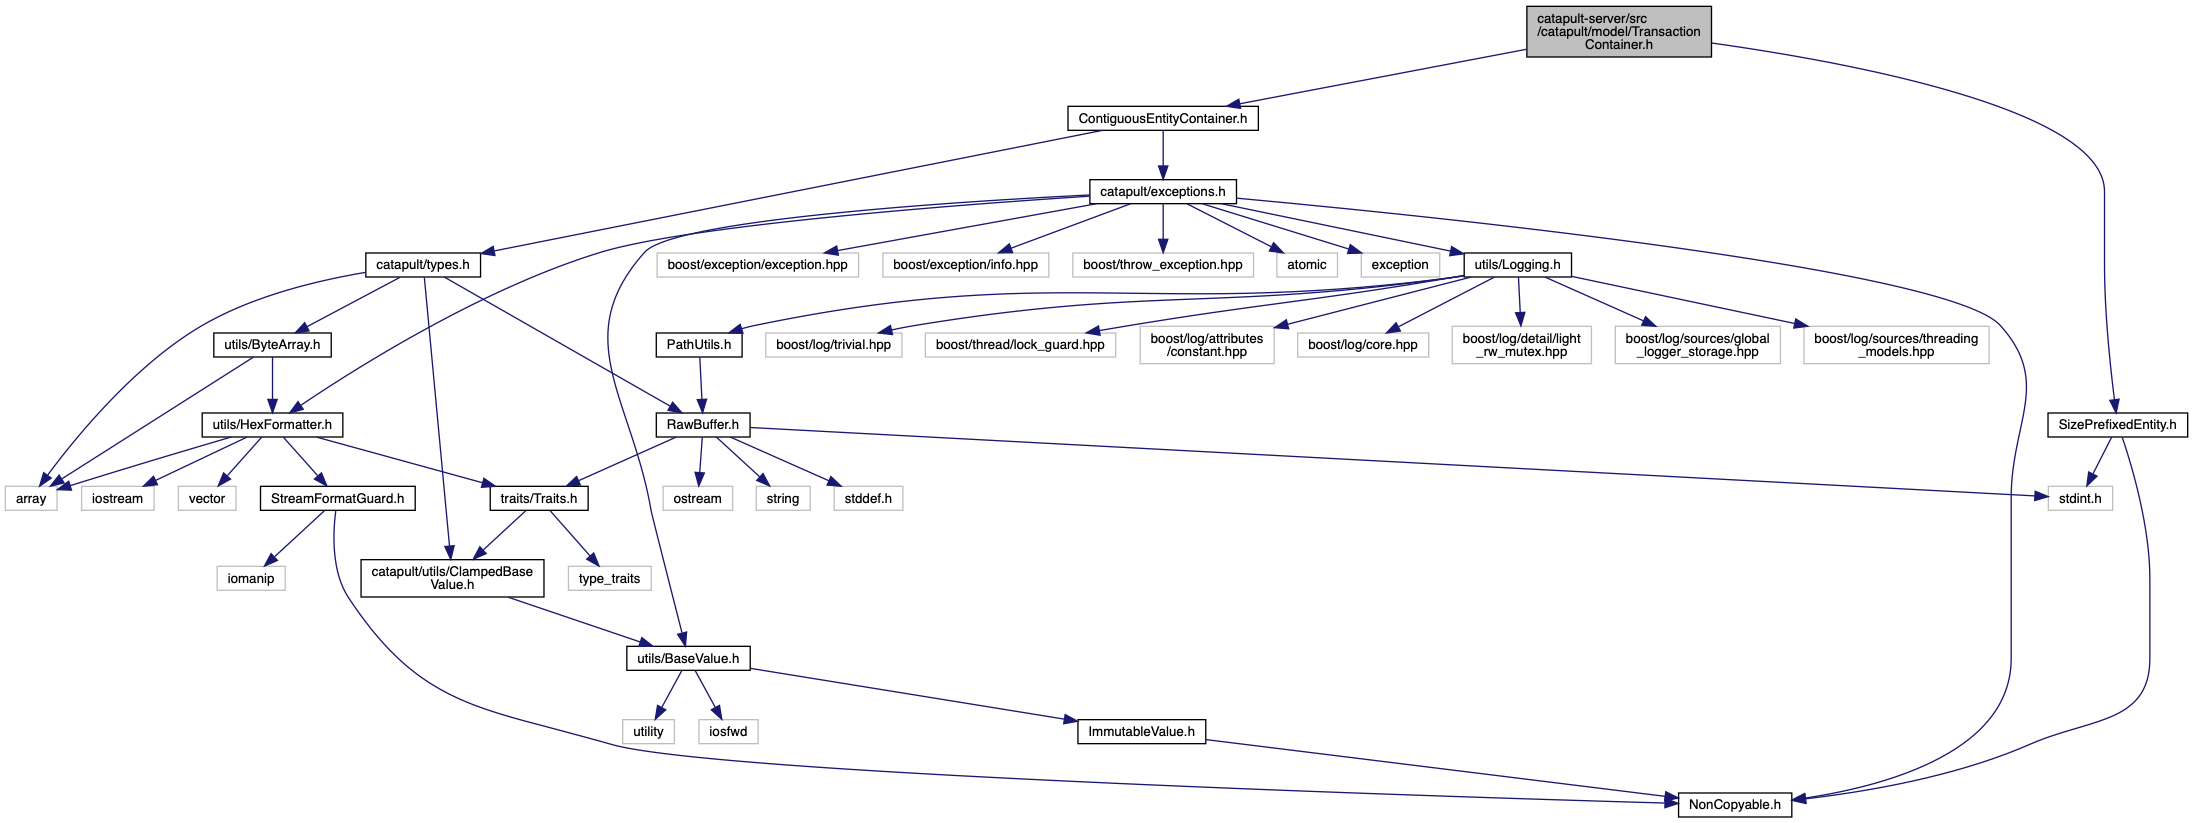 catapult-server/src
/catapult/model/Transaction
Container.h
ContiguousEntityContainer.h
catapult/exceptions.h
catapult/types.h
boost/exception/exception.hpp
boost/exception/info.hpp
boost/throw_exception.hpp
atomic
exception
utils/Logging.h
utils/ByteArray.h
PathUtils.h
boost/log/trivial.hpp
boost/thread/lock_guard.hpp
boost/log/attributes
/constant.hpp
boost/log/core.hpp
boost/log/detail/light
_rw_mutex.hpp
boost/log/sources/global
_logger_storage.hpp
boost/log/sources/threading
_models.hpp
utils/HexFormatter.h
RawBuffer.h
SizePrefixedEntity.h
array
iostream
vector
StreamFormatGuard.h
traits/Traits.h
ostream
string
stddef.h
stdint.h
iomanip
catapult/utils/ClampedBase
Value.h
type_traits
utils/BaseValue.h
utility
iosfwd
ImmutableValue.h
NonCopyable.h